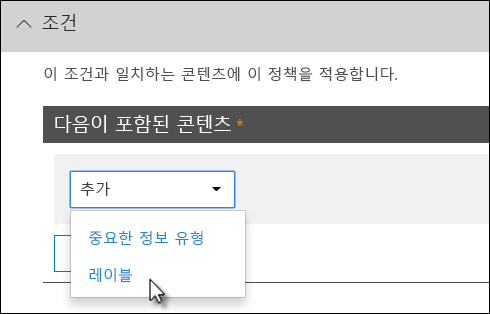 조건
이 조건과 일치하는 콘텐츠에 이 정책을 적용합니다.
다음이 포함된 콘텐츠 *
추가
중요한 정보 유형
레이블